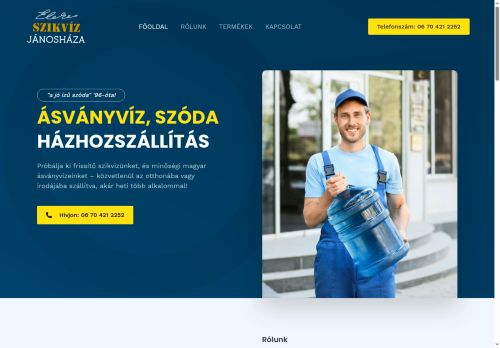 Elvira
SZIKVÍZ
JÁNOSHÁZA
FŐOLDAL RÓLUNK TERMÉKEK KAPCSOLAT
Telefonszám: 06 70 421 2252
"a jó ízű szóda" '96-óta!
ÁSVÁNYVÍZ, SZÓDA
HÁZHOZSZÁLLÍTÁS
Próbálja ki frissítő szikvizünket, és minőségi magyar
ásványvizeinket – közvetlenül az otthonába vagy
irodájába szállítva, akár heti több alkalommal!
Hívjon: 06 70 421 2252
Rólunk